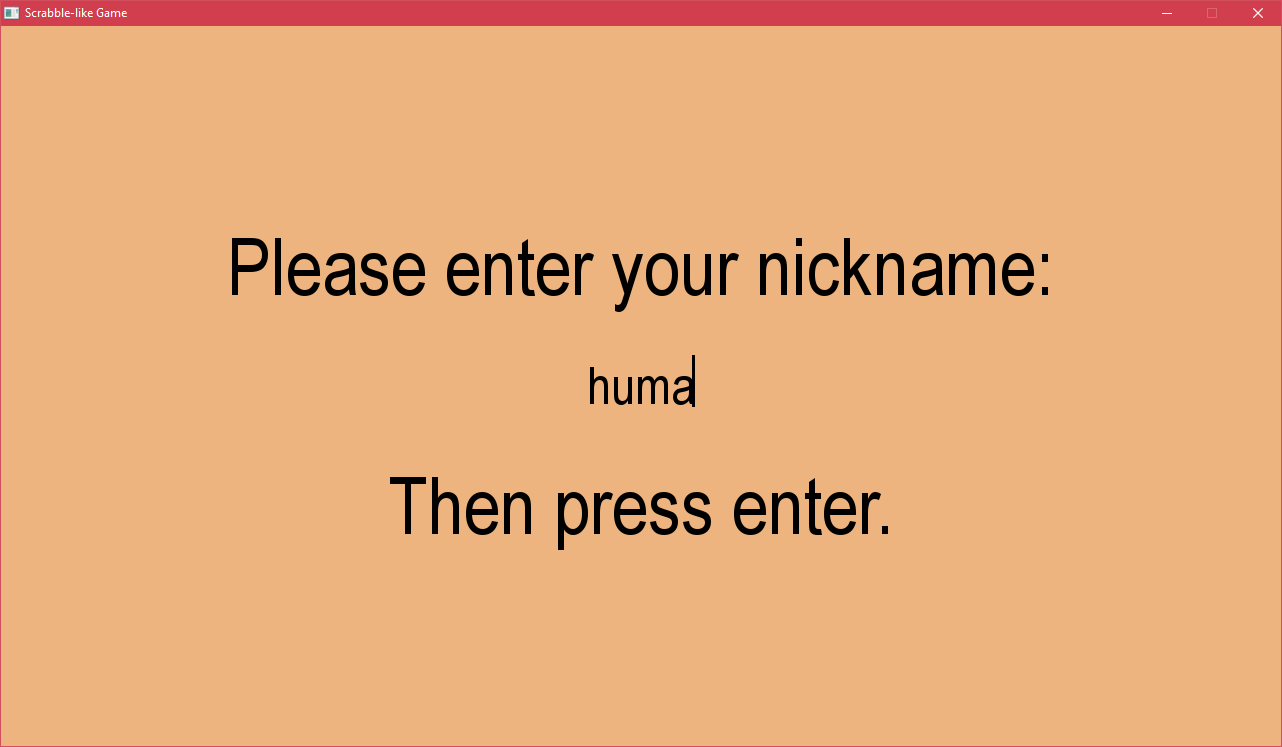 Scrabble-like Game
Please enter your nickname:
huma
Then press enter.